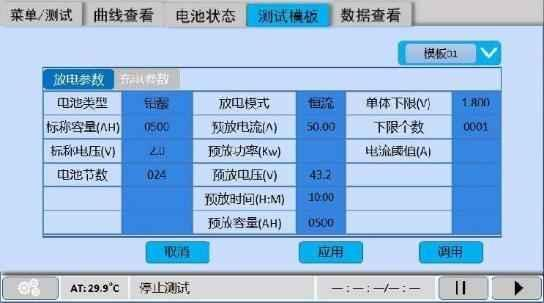 菜单/测试 曲线查看 电池状态 测试模板 数据查看
模板01
放电参数 充电参数
电池类型 铅酸 放电模式 恒流 单体下限(V) 1.800
标称容量(AH) 0500 预放电流(A) 50.00 下限个数 0001
标称电压(V) 2.0 预放功率(Kw) 电流阈值(A)
电池节数 024 预放电压(V) 43.2
预放时间(H:M) 10:00
预放容量(AH) 0500
取消 应用 调用
AT: 29.9℃ 停止测试 — : — : —/— : —